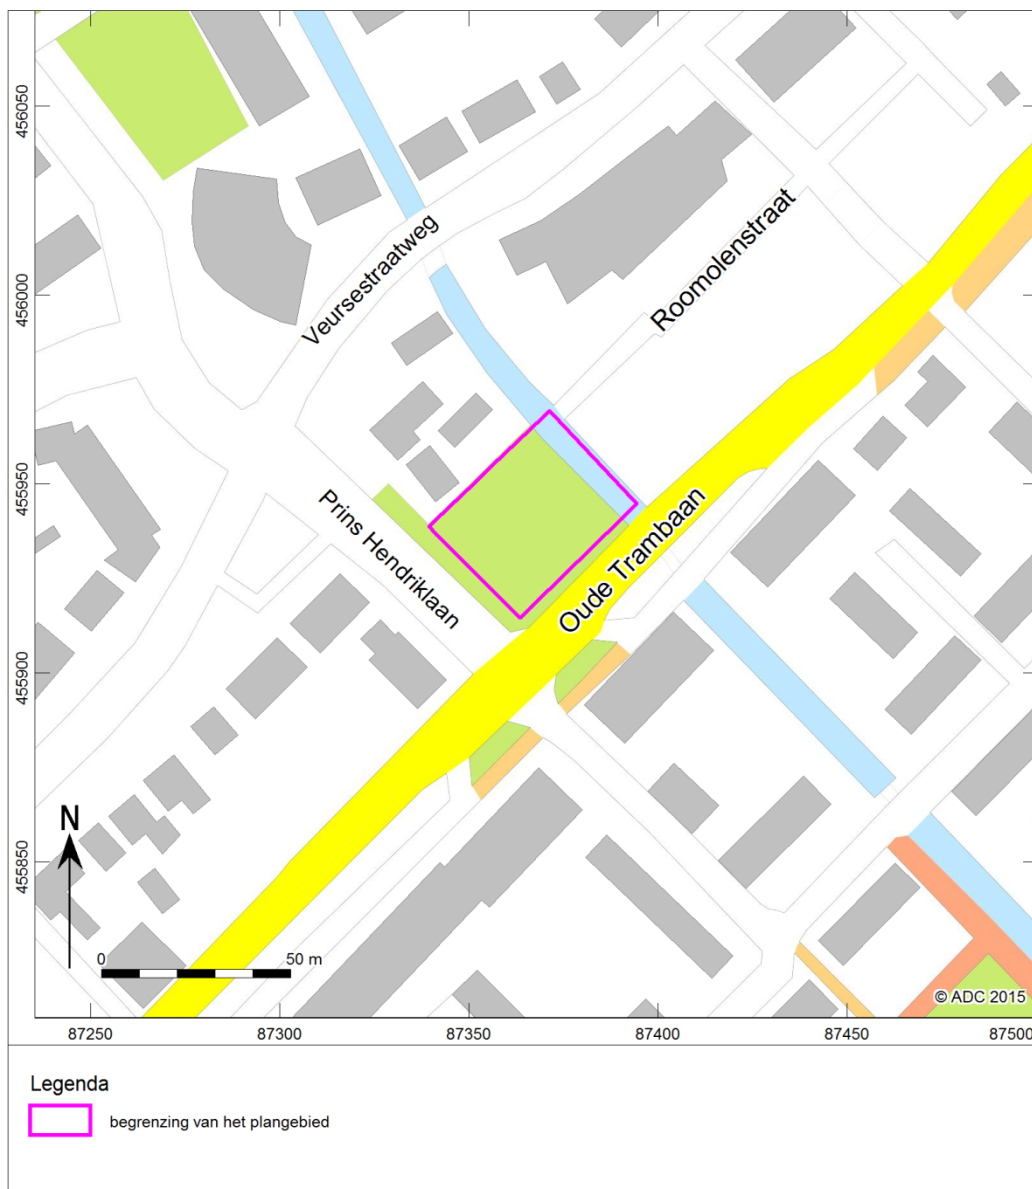 456050
456000
455950
455900
455850
Veursestraatweg
Roomolenstraat
Prins Hendriklaan
Oude Trambaan
N
0 50 m
© ADC 2015
87250 87300 87350 87400 87450 87500
Legenda
begrenzing van het plangebied